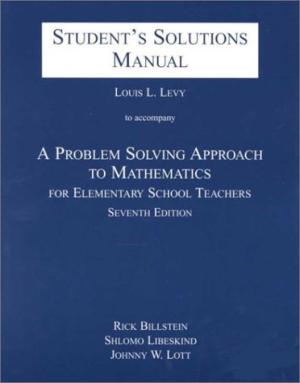 STUDENT'S SOLUTIONS
MANUAL
LOUIS L. LEVY
to accompany
A PROBLEM SOLVING APPROACH
TO MATHEMATICS
FOR ELEMENTARY SCHOOL TEACHERS
SEVENTH EDITION
RICK BILLSTEIN
SHLOMO LIBESKIND
JOHNNY W. LOTT